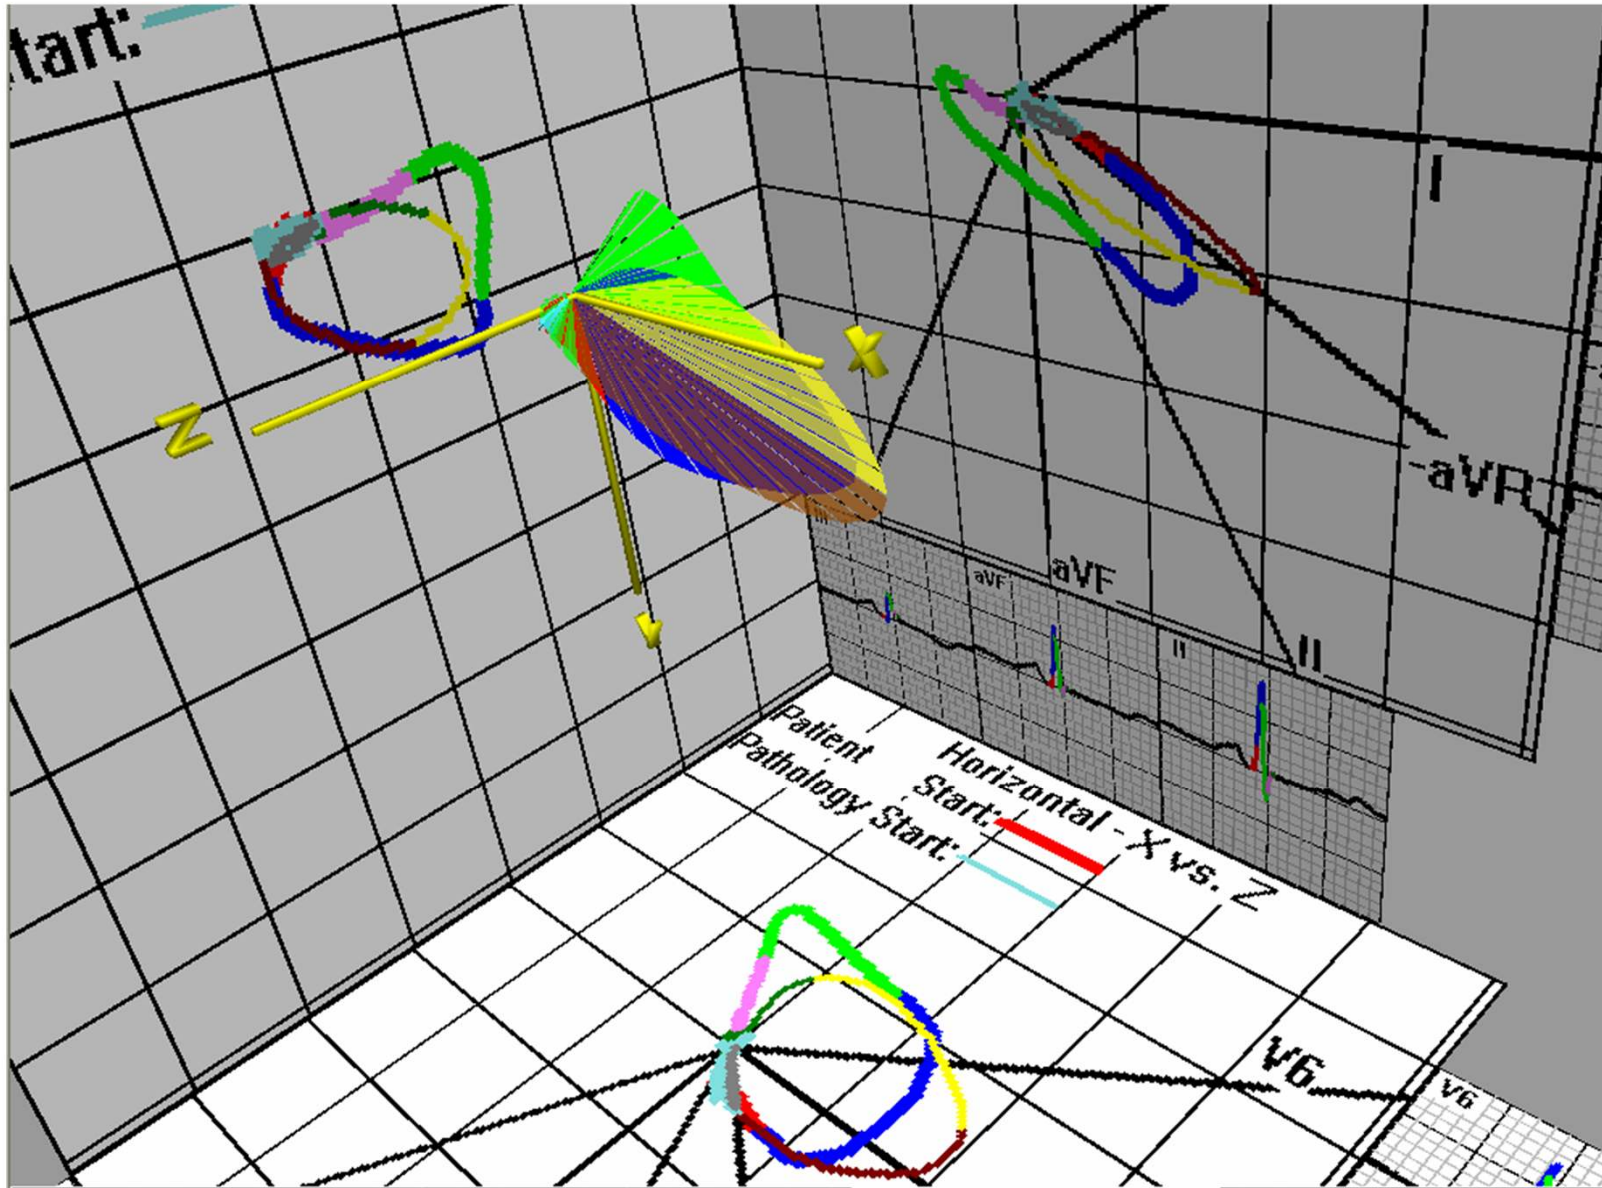 tart:
I
X
Z
-aVR
aVF
aVF
II
II
Patient
Pathology Start:
Horizontal - X vs. Z
Start:
V6
V6